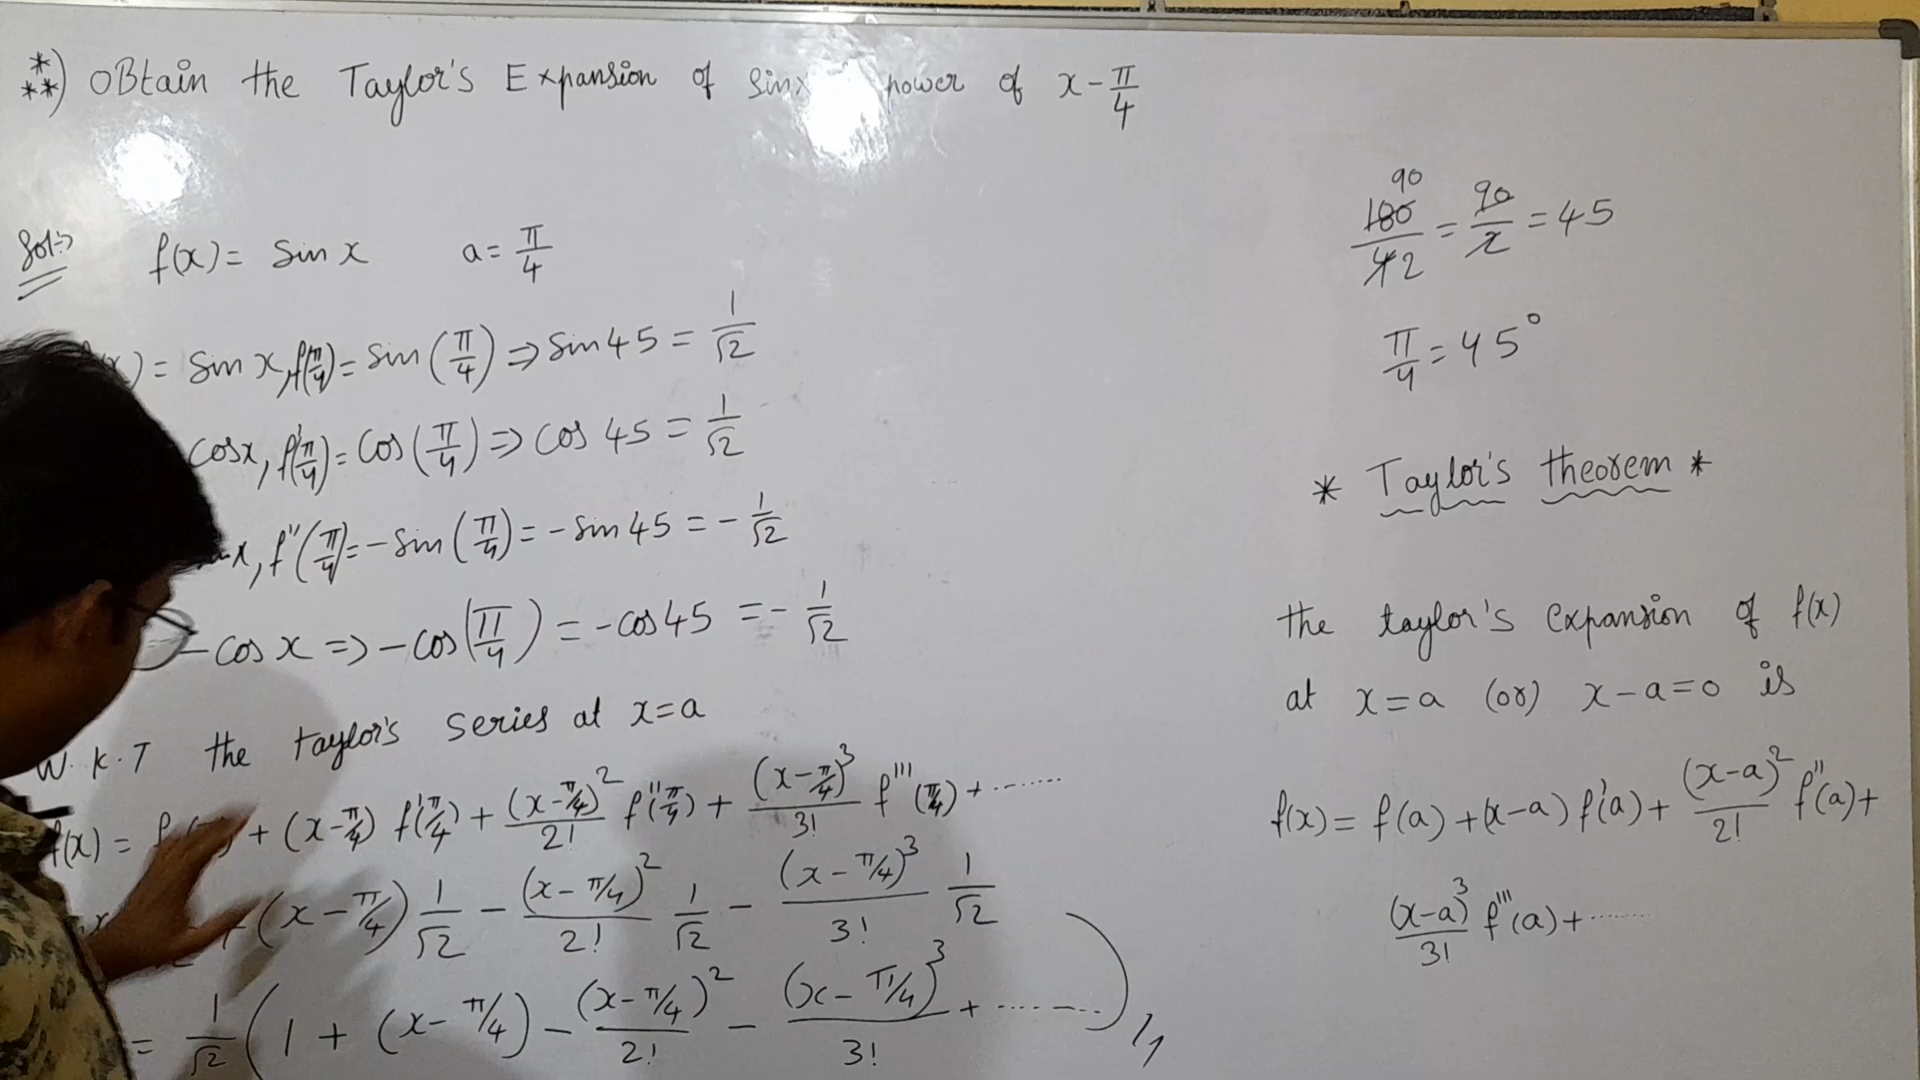 ***) OBtain the Taylor's Expansion of Sinx power of x - π/4
Sol:-
f(x) = Sin x a = π/4
x) = Sin x, f(π/4) = Sin (π/4) ⇒ Sin 45 = 1/√2
Cosx, f'(π/4) = Cos (π/4) ⇒ Cos 45 = 1/√2
x, f''(π/4) = -Sin (π/4) = -Sin 45 = - 1/√2
- Cos x ⇒ - Cos (π/4) = -Cos 45 = - 1/√2
W.K.T the taylor's Series at x=a
f(x) = + (x-π/4) f'(π/4) + (x-π/4)²/2! f''(π/4) + (x-π/4)³/3! f'''(π/4) + ......
+ (x-π/4) 1/√2 - (x-π/4)²/2! 1/√2 - (x-π/4)³/3! 1/√2
= 1/√2 (1 + (x-π/4) - (x-π/4)²/2! - (x-π/4)³/3! + ......)//
90
180/42 = 90/2 = 45
π/4 = 45°
* Taylor's theorem *
the taylor's expansion of f(x)
at x=a (or) x-a=0 is
f(x) = f(a) + (x-a) f'(a) + (x-a)²/2! f''(a) +
(x-a)³/3! f'''(a) + ......